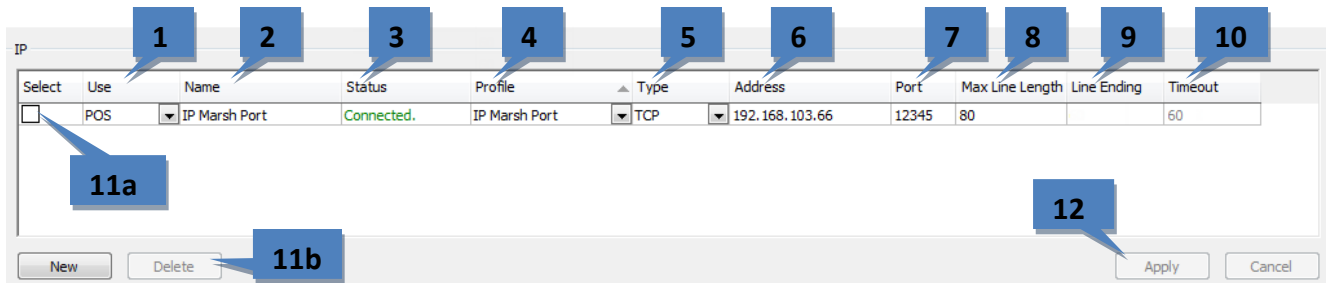 1 2 3 4 5 6 7 8 9 10
IP
Select Use Name Status Profile Type Address Port Max Line Length Line Ending Timeout
POS IP Marsh Port Connected. IP Marsh Port TCP 192.168.103.66 12345 80 60
11a
12
11b
New Delete Apply Cancel